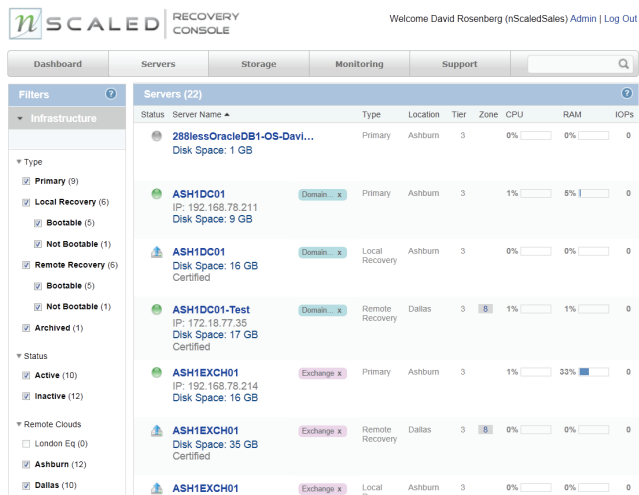 nSCALED RECOVERY CONSOLE
Welcome David Rosenberg (nScaledSales) Admin | Log Out
Dashboard Servers Storage Monitoring Support
Filters ?
Infrastructure
Type
Primary (9)
Local Recovery (6)
Bootable (5)
Not Bootable (1)
Remote Recovery (6)
Bootable (5)
Not Bootable (1)
Archived (1)
Status
Active (10)
Inactive (12)
Remote Clouds
London Eq (0)
Ashburn (12)
Dallas (10)
Servers (22) ?
Status Server Name Type Location Tier Zone CPU RAM IOPs
288lessOracleDB1-OS-Davi... Primary Ashburn 3 0% 0% 0
Disk Space: 1 GB
ASH1DC01 Domain... x Primary Ashburn 3 1% 5% 0
IP: 192.168.78.211
Disk Space: 9 GB
ASH1DC01 Domain... x Local Recovery Ashburn 3 0% 0% 0
Disk Space: 16 GB
Certified
ASH1DC01-Test Domain... x Remote Recovery Dallas 3 8 1% 1% 0
IP: 172.18.77.35
Disk Space: 17 GB
Certified
ASH1EXCH01 Exchange x Primary Ashburn 3 1% 33% 0
IP: 192.168.78.214
Disk Space: 16 GB
ASH1EXCH01 Exchange x Remote Recovery Dallas 3 8 0% 0% 0
Disk Space: 35 GB
Certified
ASH1EXCH01 Exchange x Local Ashburn 3 0% 0% 0